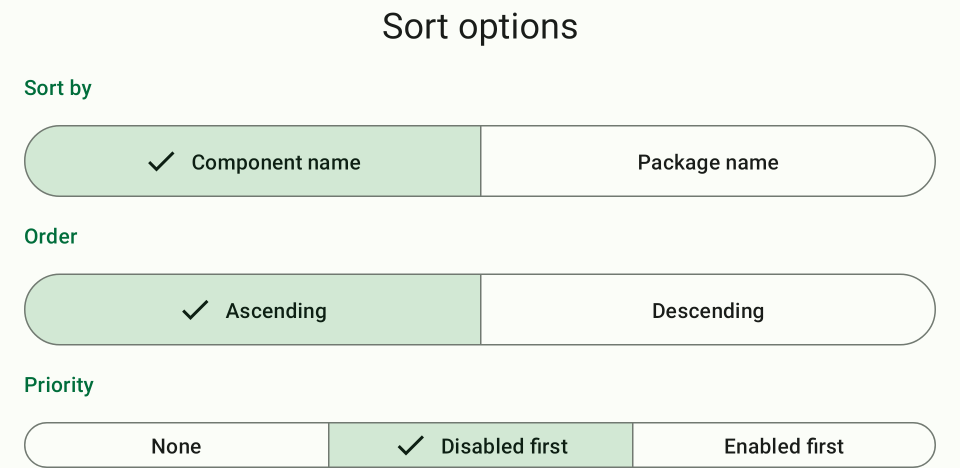 Sort options
Sort by
Component name
Package name
Order
Ascending
Descending
Priority
None
Disabled first
Enabled first